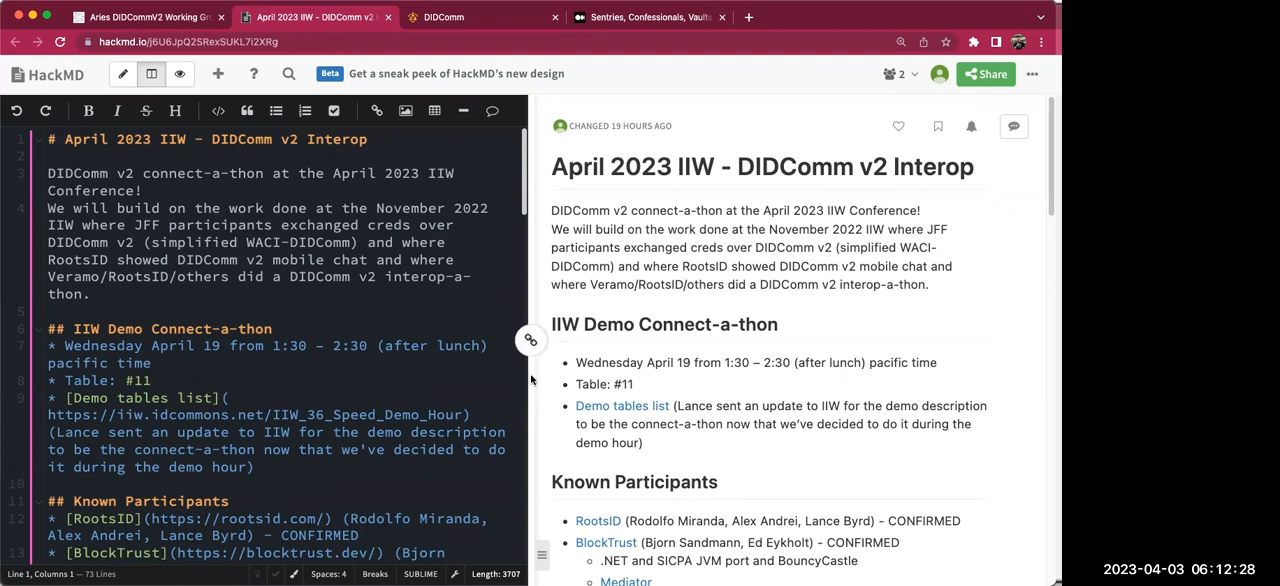 Aries DIDCommV2 Working Gr
April 2023 IIW - DIDComm v2 I
DIDComm
Sentries, Confessionals, Vault
hackmd.io/j6U6JpQ2SRexSUKL7i2XRg
HackMD
Beta
Get a sneak peek of HackMD's new design
2
Share
1 # April 2023 IIW - DIDComm v2 Interop
2
3 DIDComm v2 connect-a-thon at the April 2023 IIW
Conference!
4 We will build on the work done at the November 2022
IIW where JFF participants exchanged creds over
DIDComm v2 (simplified WACI-DIDComm) and where
RootsID showed DIDComm v2 mobile chat and where
Veramo/RootsID/others did a DIDComm v2 interop-a-
thon.
5
6 ## IIW Demo Connect-a-thon
7 * Wednesday April 19 from 1:30 – 2:30 (after lunch)
pacific time
8 * Table: #11
9 * [Demo tables list](
https://iiw.idcommons.net/IIW_36_Speed_Demo_Hour)
(Lance sent an update to IIW for the demo description
to be the connect-a-thon now that we've decided to do
it during the demo hour)
10
11 ## Known Participants
12 * [RootsID](https://rootsid.com/) (Rodolfo Miranda,
Alex Andrei, Lance Byrd) - CONFIRMED
13 * [BlockTrust](https://blocktrust.dev/) (Bjorn
Line 1, Columns 1 — 73 Lines
Spaces: 4
Breaks
SUBLIME
Length: 3707
CHANGED 19 HOURS AGO
April 2023 IIW - DIDComm v2 Interop
DIDComm v2 connect-a-thon at the April 2023 IIW Conference!
We will build on the work done at the November 2022 IIW where JFF
participants exchanged creds over DIDComm v2 (simplified WACI-
DIDComm) and where RootsID showed DIDComm v2 mobile chat and
where Veramo/RootsID/others did a DIDComm v2 interop-a-thon.
IIW Demo Connect-a-thon
Wednesday April 19 from 1:30 – 2:30 (after lunch) pacific time
Table: #11
Demo tables list (Lance sent an update to IIW for the demo description
to be the connect-a-thon now that we've decided to do it during the
demo hour)
Known Participants
RootsID (Rodolfo Miranda, Alex Andrei, Lance Byrd) - CONFIRMED
BlockTrust (Bjorn Sandmann, Ed Eykholt) - CONFIRMED
.NET and SICPA JVM port and BouncyCastle
Mediator
2023-04-03 06:12:28